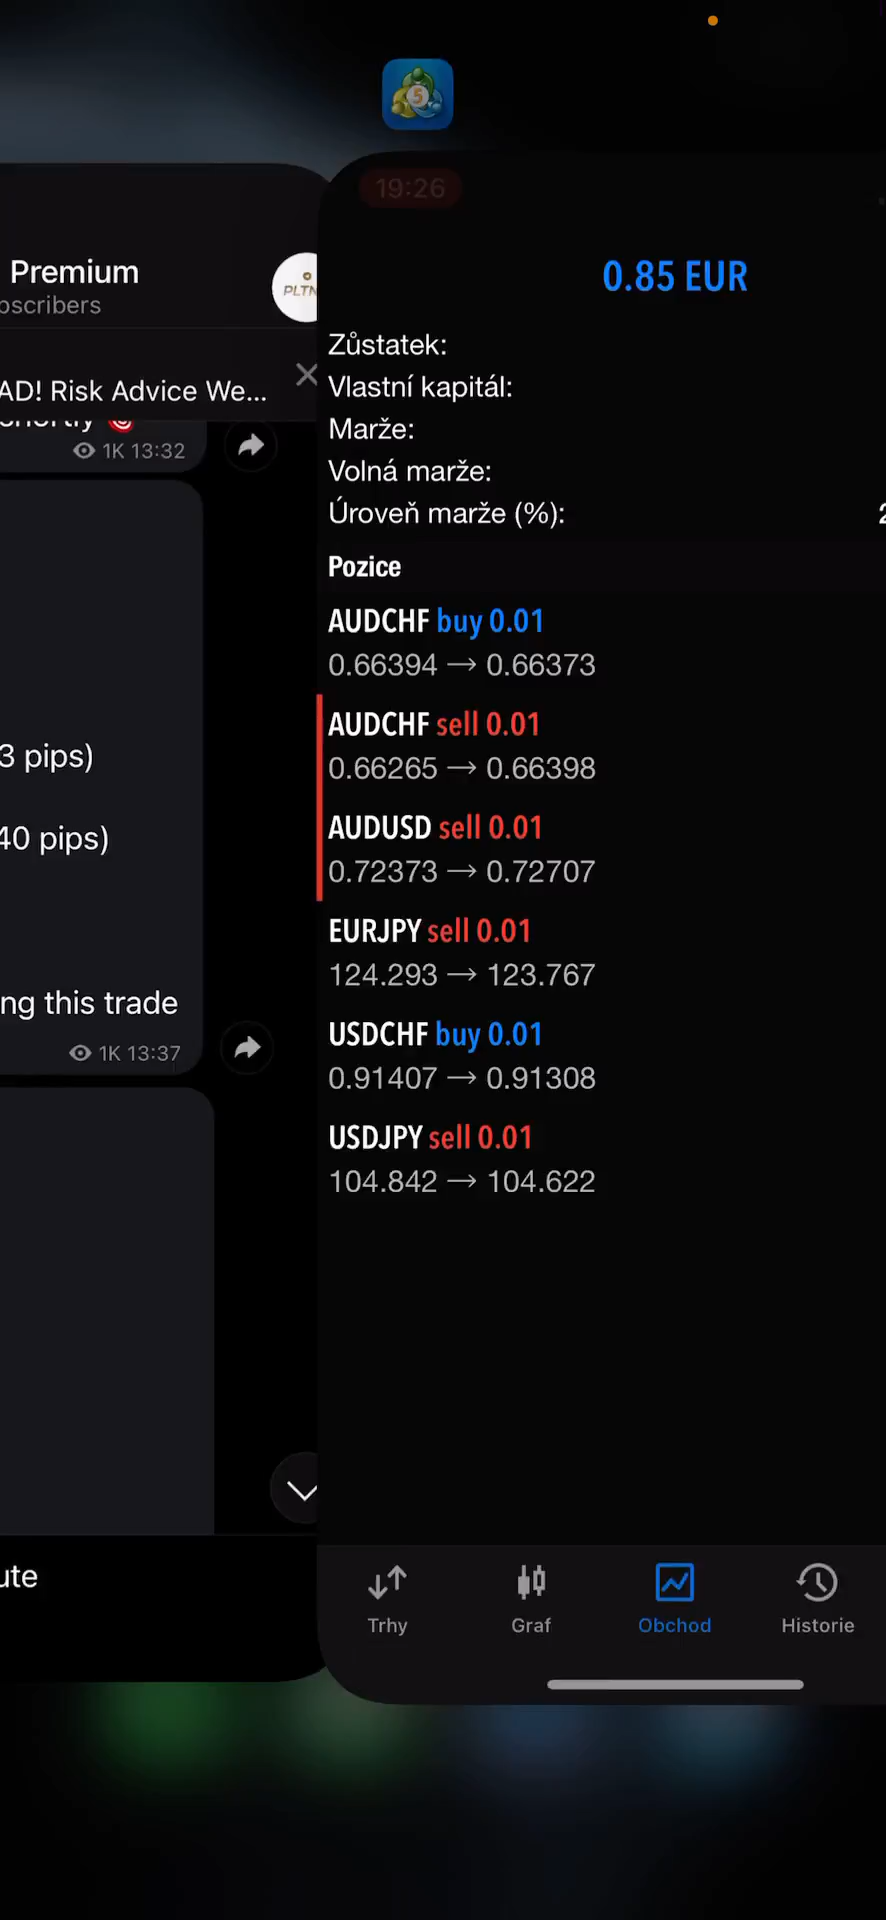 5
Premium
PLTN
AD! Risk Advice We...
1K 13:32
3 pips)
40 pips)
ng this trade
1K 13:37
ute
19:26
0.85 EUR
Zůstatek:
Vlastní kapitál:
Marže:
Volná marže:
Úroveň marže (%):
Pozice
AUDCHF buy 0.01
0.66394 → 0.66373
AUDCHF sell 0.01
0.66265 → 0.66398
AUDUSD sell 0.01
0.72373 → 0.72707
EURJPY sell 0.01
124.293 → 123.767
USDCHF buy 0.01
0.91407 → 0.91308
USDJPY sell 0.01
104.842 → 104.622
Trhy
Graf
Obchod
Historie